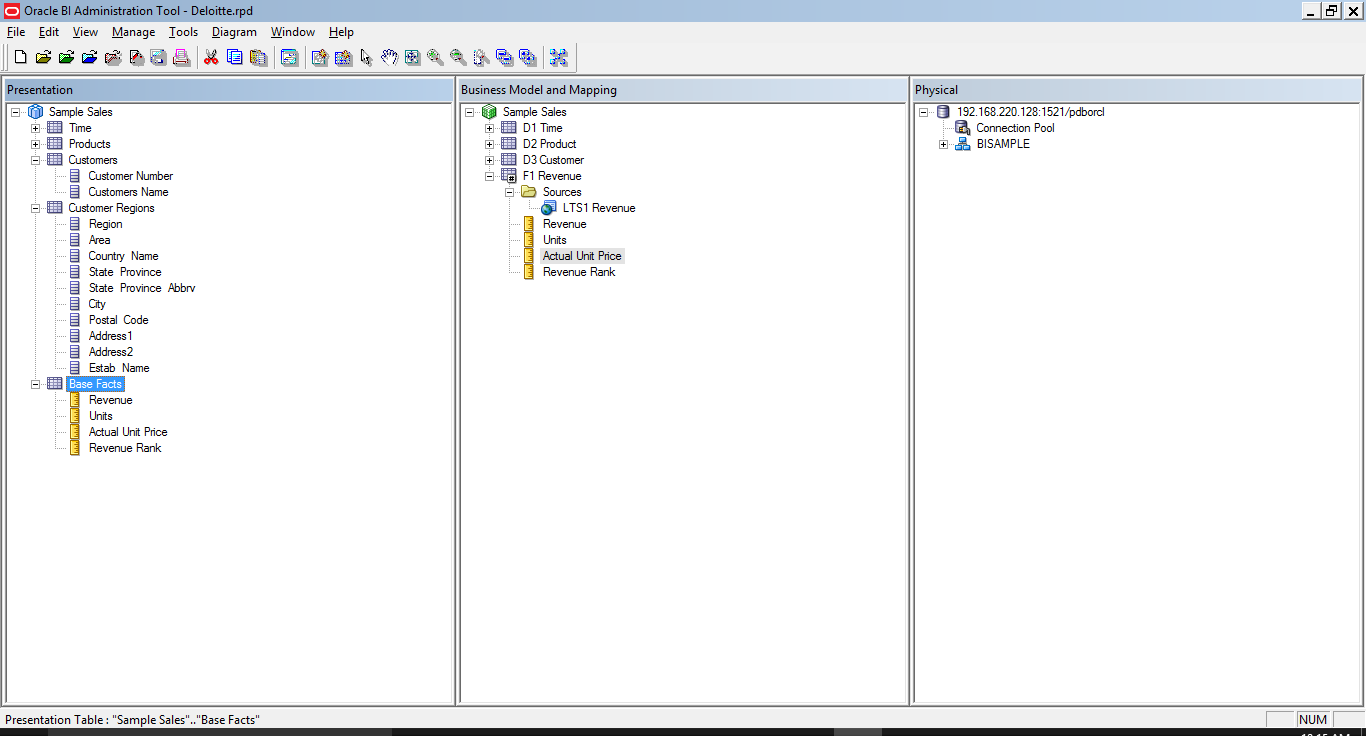 Oracle BI Administration Tool - Deloitte.rpd
File Edit View Manage Tools Diagram Window Help
Presentation
Sample Sales
Time
Products
Customers
Customer Number
Customers Name
Customer Regions
Region
Area
Country Name
State Province
State Province Abbrv
City
Postal Code
Address1
Address2
Estab Name
Base Facts
Revenue
Units
Actual Unit Price
Revenue Rank
Business Model and Mapping
Sample Sales
D1 Time
D2 Product
D3 Customer
F1 Revenue
Sources
LTS1 Revenue
Revenue
Units
Actual Unit Price
Revenue Rank
Physical
192.168.220.128:1521/pdborcl
Connection Pool
BISAMPLE
Presentation Table : "Sample Sales".."Base Facts"
NUM